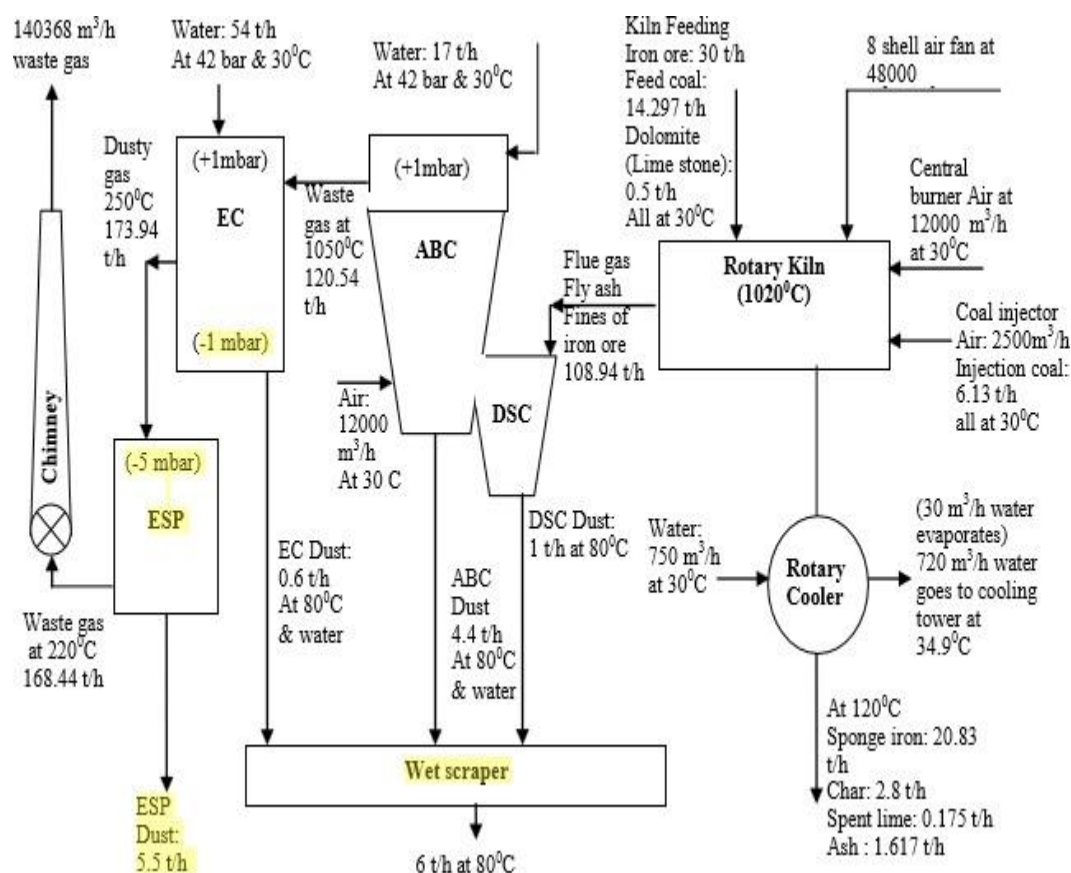 140368 m³/h
waste gas
Water: 54 t/h
At 42 bar & 30⁰C
Water: 17 t/h
At 42 bar & 30⁰C
Kiln Feeding
Iron ore: 30 t/h
Feed coal:
14.297 t/h
Dolomite
(Lime stone):
0.5 t/h
All at 30⁰C
8 shell air fan at
48000
Dusty
gas
250⁰C
173.94
t/h
(+1mbar)
EC
(-1 mbar)
Waste
gas at
1050⁰C
120.54
t/h
(+1mbar)
ABC
Flue gas
Fly ash
Fines of
iron ore
108.94 t/h
Rotary Kiln
(1020⁰C)
Central
burner Air at
12000 m³/h
at 30⁰C
Coal injector
Air: 2500m³/h
Injection coal:
6.13 t/h
all at 30⁰C
Chimney
(-5 mbar)
ESP
Air:
12000
m³/h
At 30 C
DSC
Waste gas
at 220⁰C
168.44 t/h
EC Dust:
0.6 t/h
At 80⁰C
& water
ABC
Dust
4.4 t/h
At 80⁰C
& water
DSC Dust:
1 t/h at 80⁰C
Water:
750 m³/h
at 30⁰C
Rotary
Cooler
(30 m³/h water
evaporates)
720 m³/h water
goes to cooling
tower at
34.9⁰C
At 120⁰C
Sponge iron: 20.83
t/h
Char: 2.8 t/h
Spent lime: 0.175 t/h
Ash : 1.617 t/h
Wet scraper
ESP
Dust:
5.5 t/h
6 t/h at 80⁰C